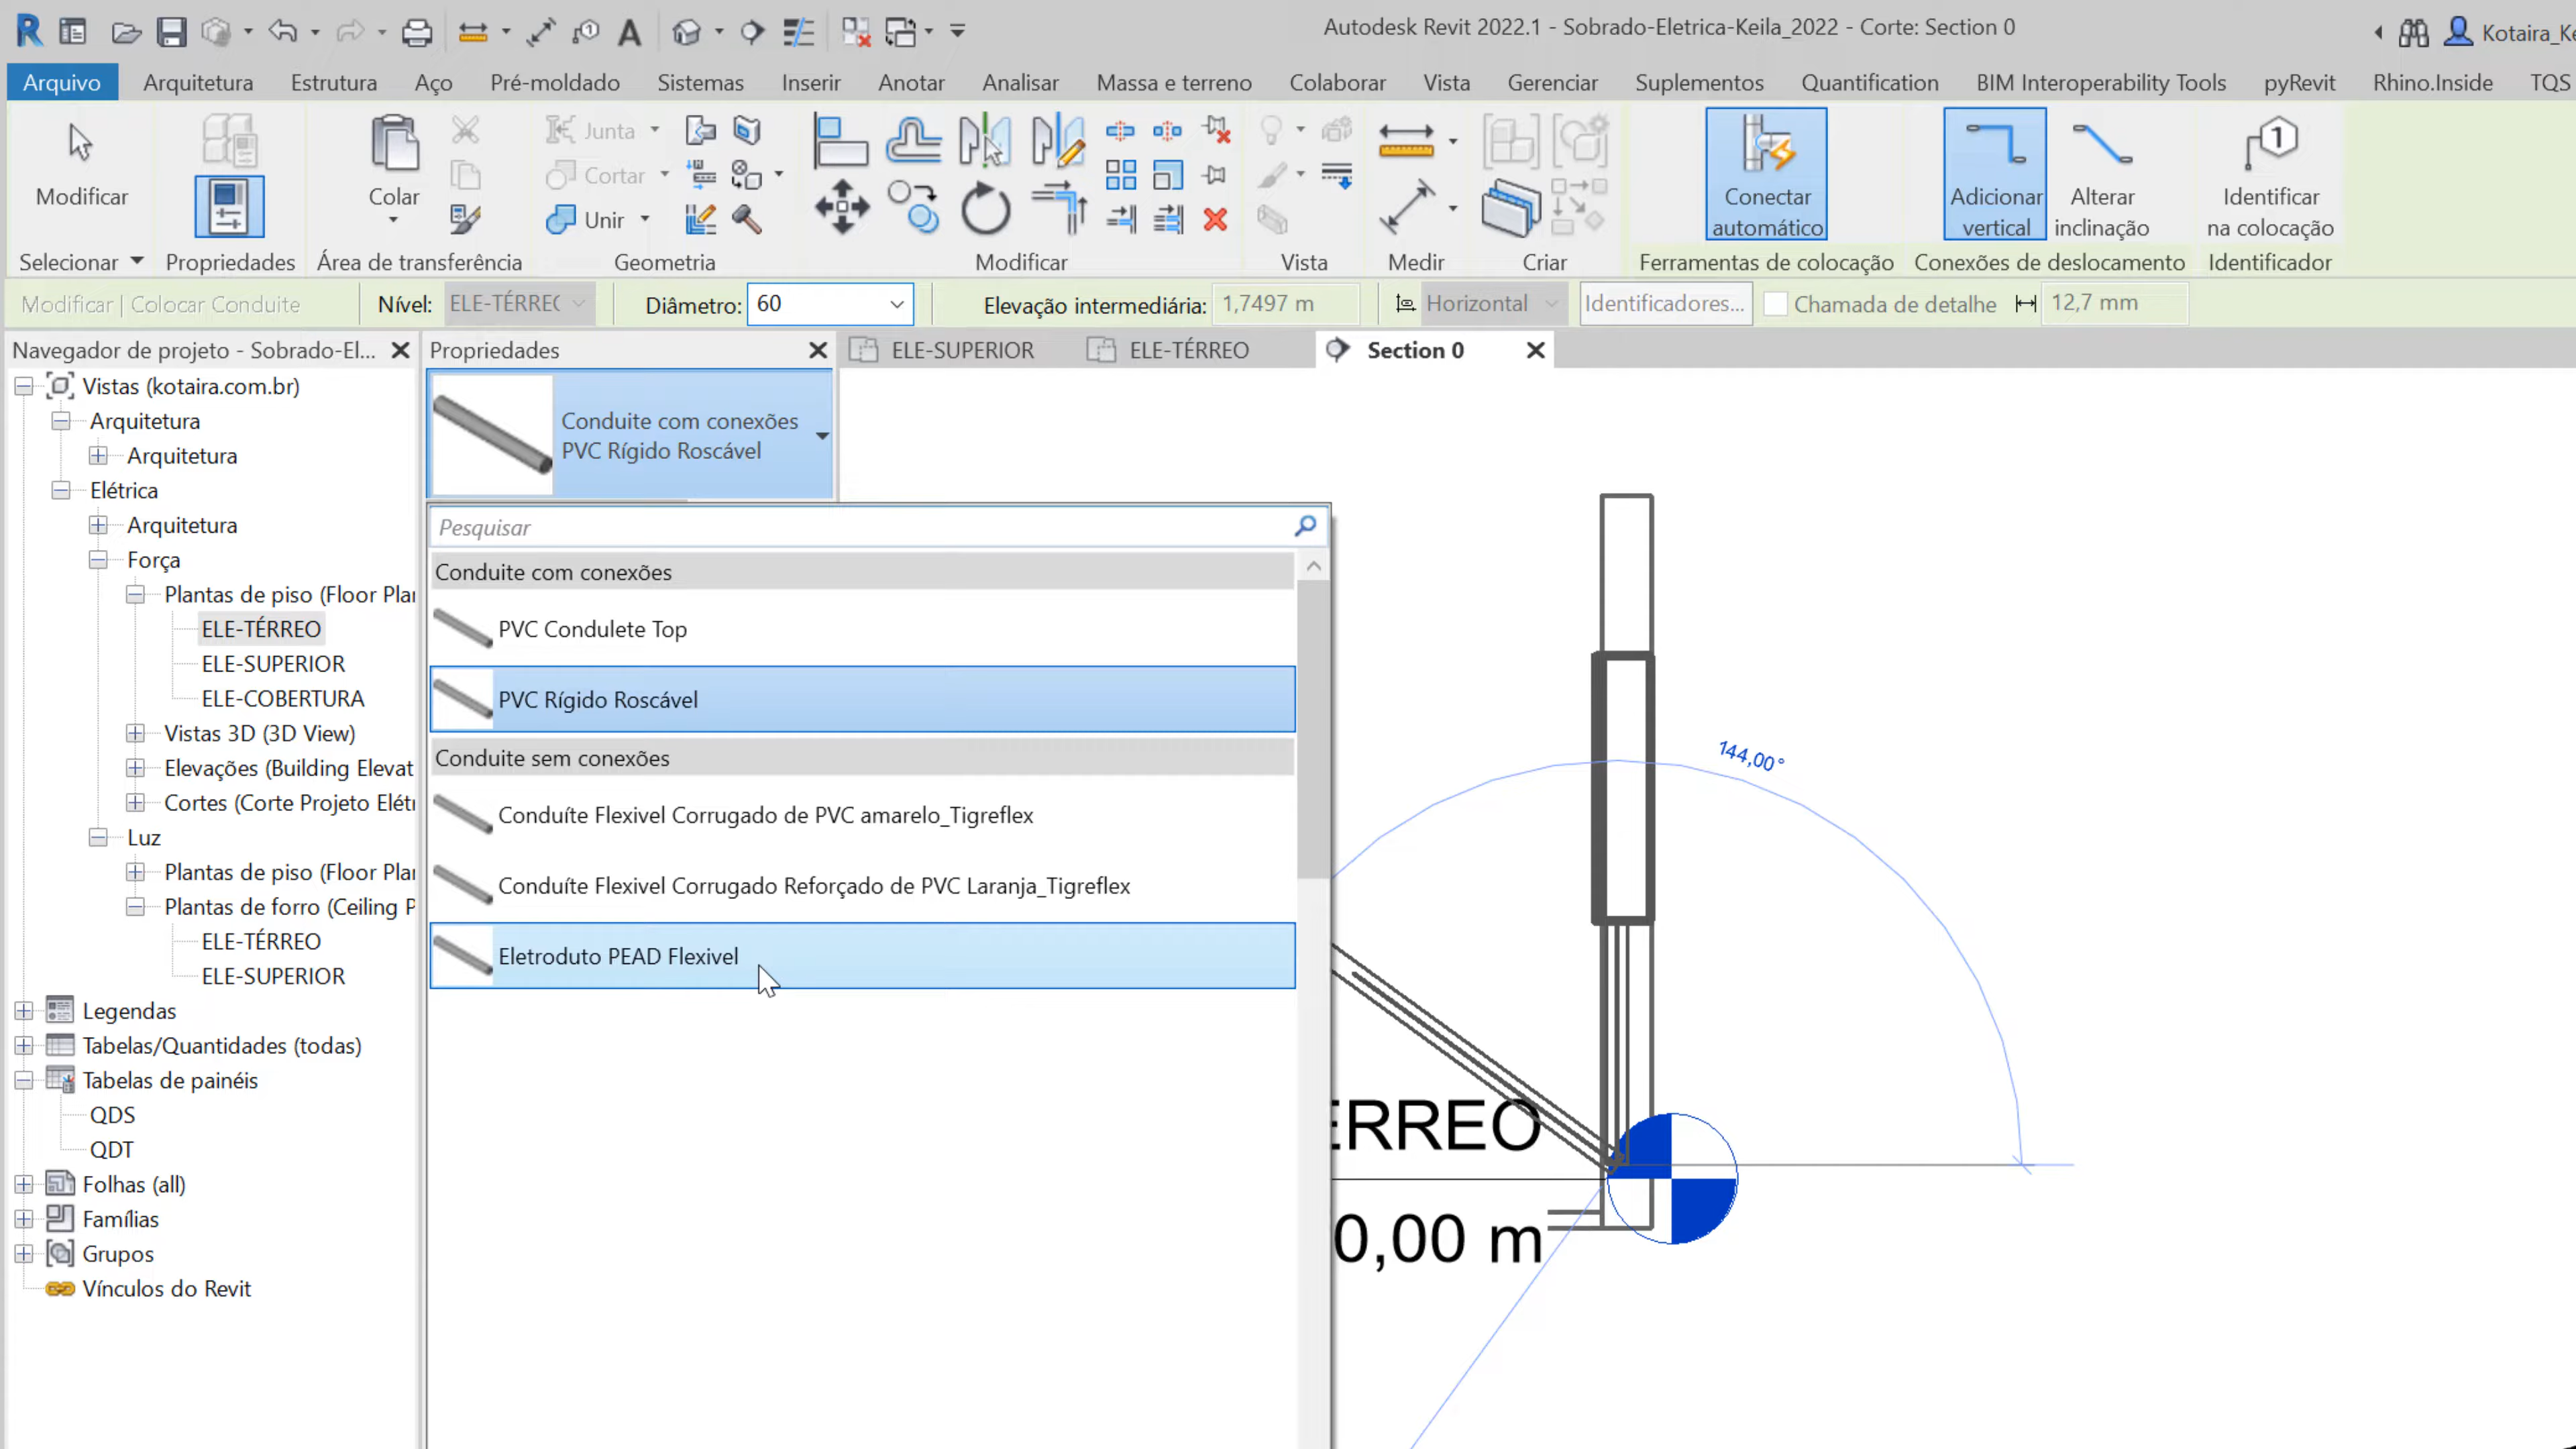 Autodesk Revit 2022.1 - Sobrado-Eletrica-Keila_2022 - Corte: Section 0
Kotaira_Ke
Arquivo Arquitetura Estrutura Aço Pré-moldado Sistemas Inserir Anotar Analisar Massa e terreno Colaborar Vista Gerenciar Suplementos Quantification BIM Interoperability Tools pyRevit Rhino.Inside TQS
Modificar
Colar
Junta
Cortar
Unir
Conectar automático
Adicionar vertical
Alterar inclinação
Identificar na colocação
Selecionar Propriedades Área de transferência Geometria Modificar Vista Medir Criar Ferramentas de colocação Conexões de deslocamento Identificador
Modificar | Colocar Conduite Nível: ELE-TÉRREO Diâmetro: 60 Elevação intermediária: 1,7497 m Horizontal Identificadores... Chamada de detalhe 12,7 mm
Navegador de projeto - Sobrado-El...
Vistas (kotaira.com.br)
Arquitetura
Arquitetura
Elétrica
Arquitetura
Força
Plantas de piso (Floor Plar
ELE-TÉRREO
ELE-SUPERIOR
ELE-COBERTURA
Vistas 3D (3D View)
Elevações (Building Elevat
Cortes (Corte Projeto Elétr
Luz
Plantas de piso (Floor Plar
Plantas de forro (Ceiling P
ELE-TÉRREO
ELE-SUPERIOR
Legendas
Tabelas/Quantidades (todas)
Tabelas de painéis
QDS
QDT
Folhas (all)
Famílias
Grupos
Vínculos do Revit
Propriedades
Conduite com conexões
PVC Rígido Roscável
Pesquisar
Conduite com conexões
PVC Condulete Top
PVC Rígido Roscável
Conduite sem conexões
Conduíte Flexivel Corrugado de PVC amarelo_Tigreflex
Conduíte Flexivel Corrugado Reforçado de PVC Laranja_Tigreflex
Eletroduto PEAD Flexivel
ELE-SUPERIOR ELE-TÉRREO Section 0
144,00°
ERREO
0,00 m